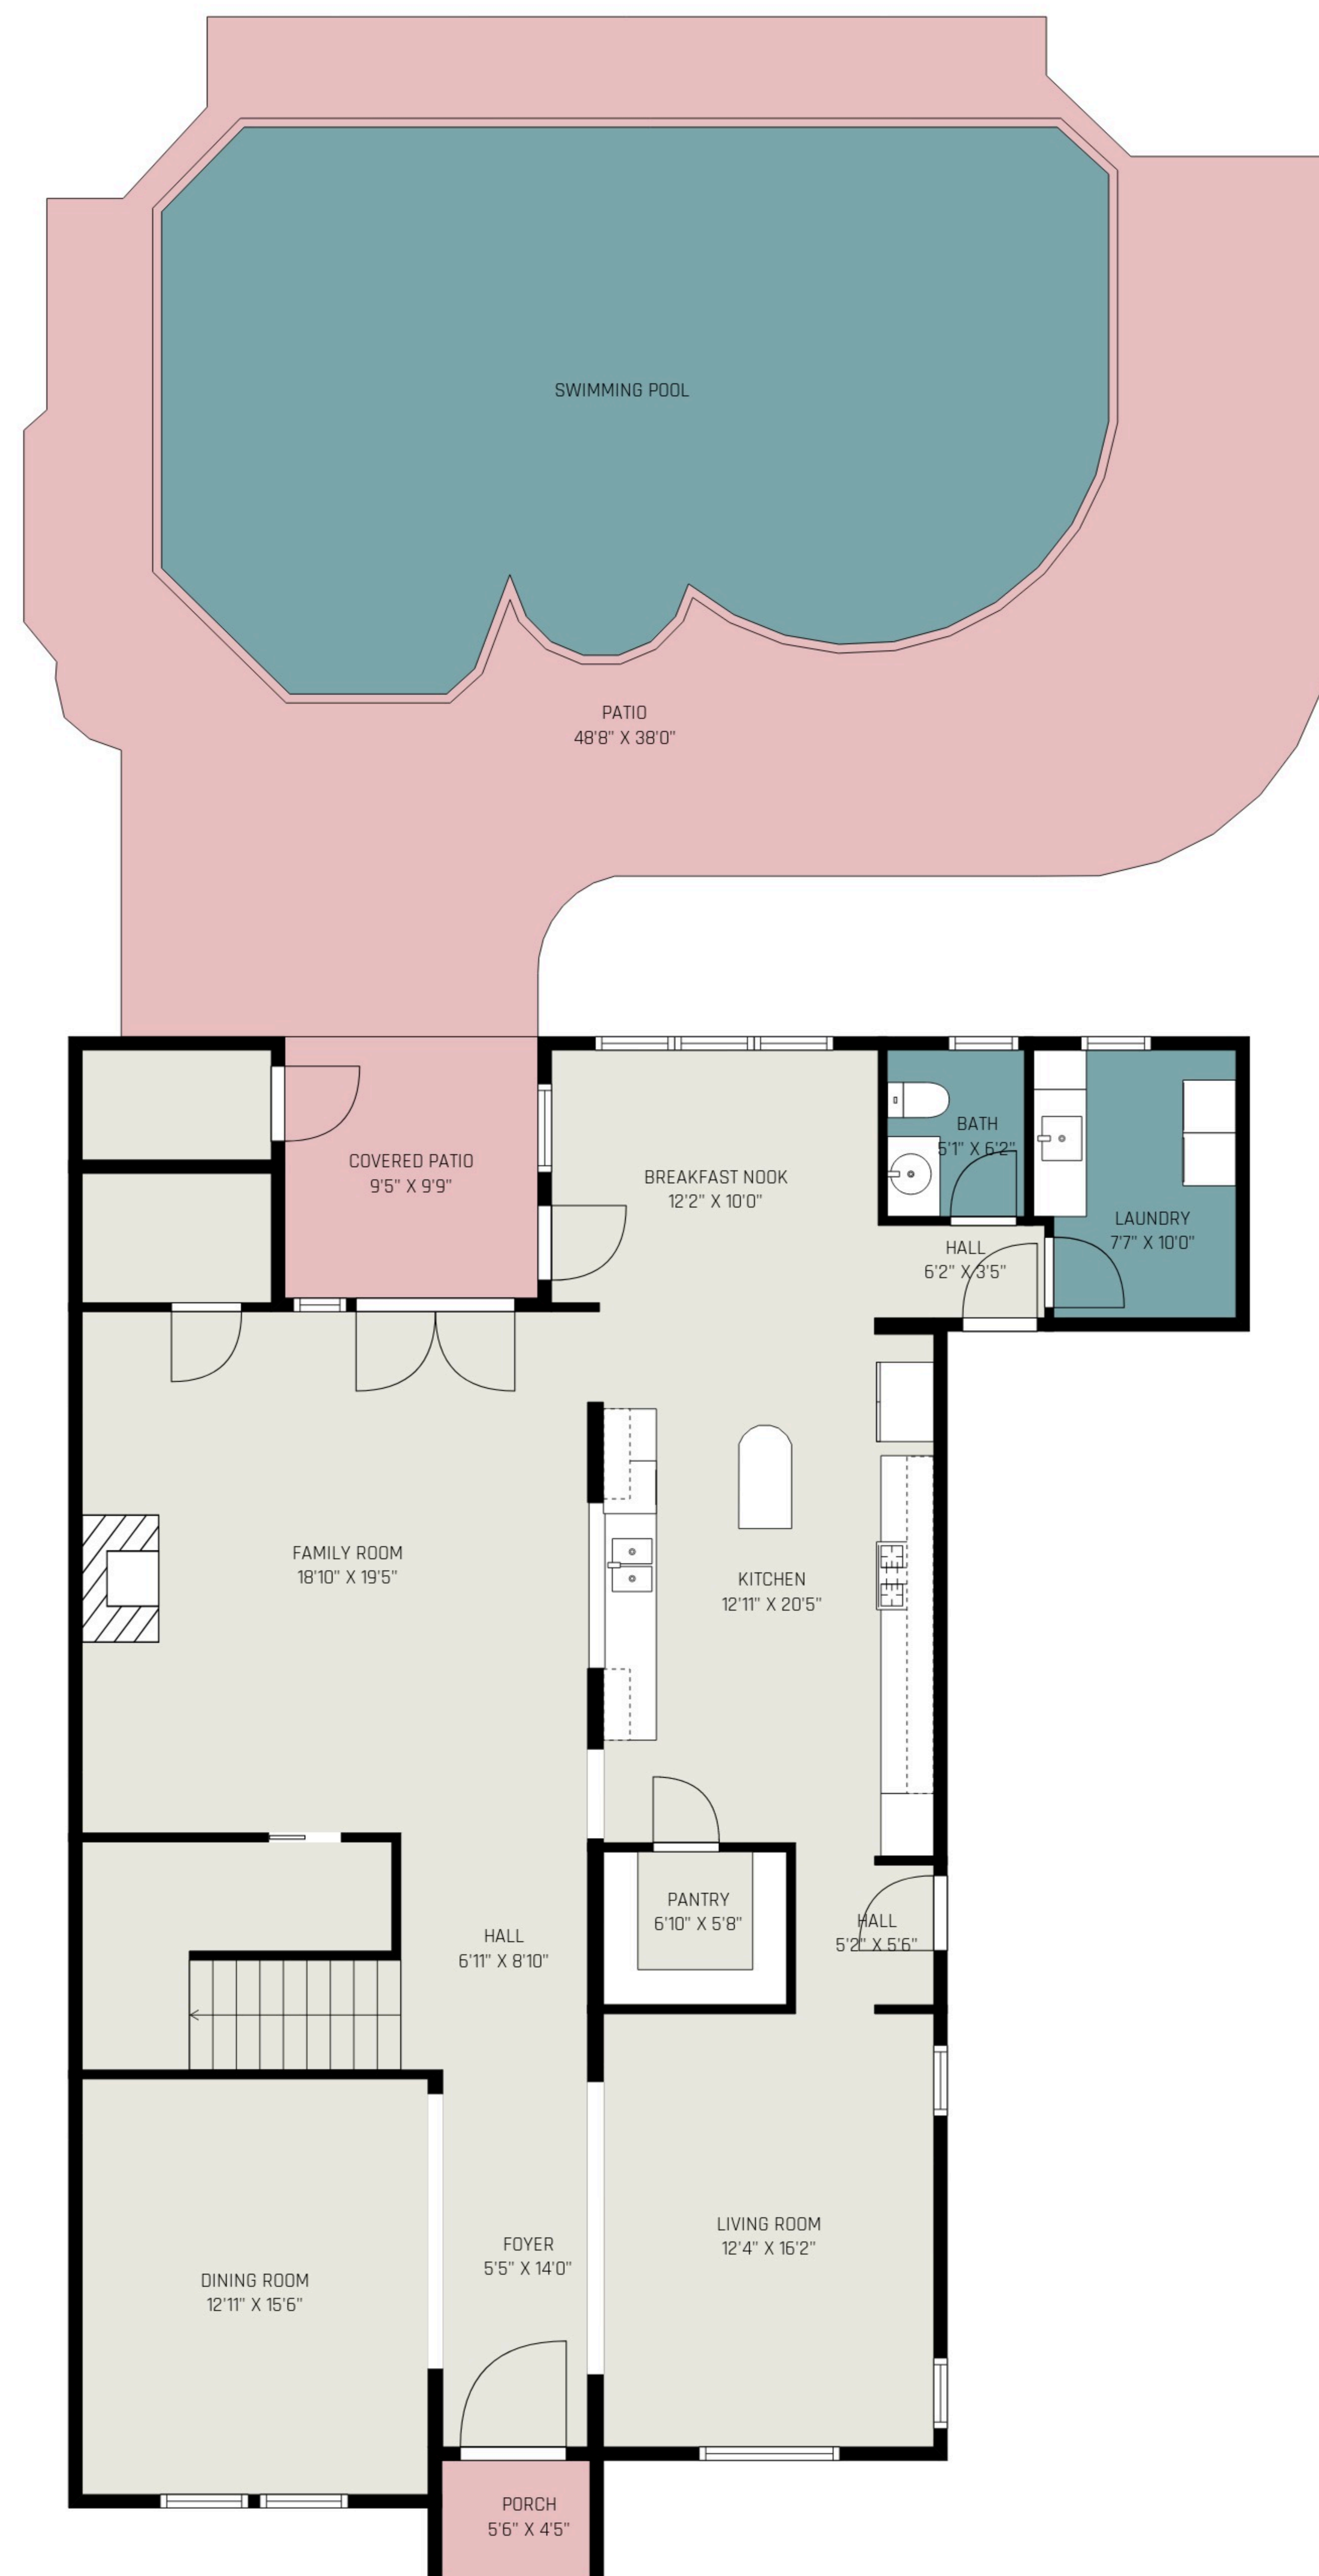 SWIMMING POOL
PATIO
48'8" X 38'0"
COVERED PATIO
9'5" X 9'9"
BREAKFAST NOOK
12'2" X 10'0"
BATH
5'1" X 6'2"
LAUNDRY
7'7" X 10'0"
HALL
6'2" X 3'5"
FAMILY ROOM
18'10" X 19'5"
KITCHEN
12'11" X 20'5"
PANTRY
6'10" X 5'8"
HALL
5'2" X 5'6"
HALL
6'11" X 8'10"
LIVING ROOM
12'4" X 16'2"
FOYER
5'5" X 14'0"
DINING ROOM
12'11" X 15'6"
PORCH
5'6" X 4'5"